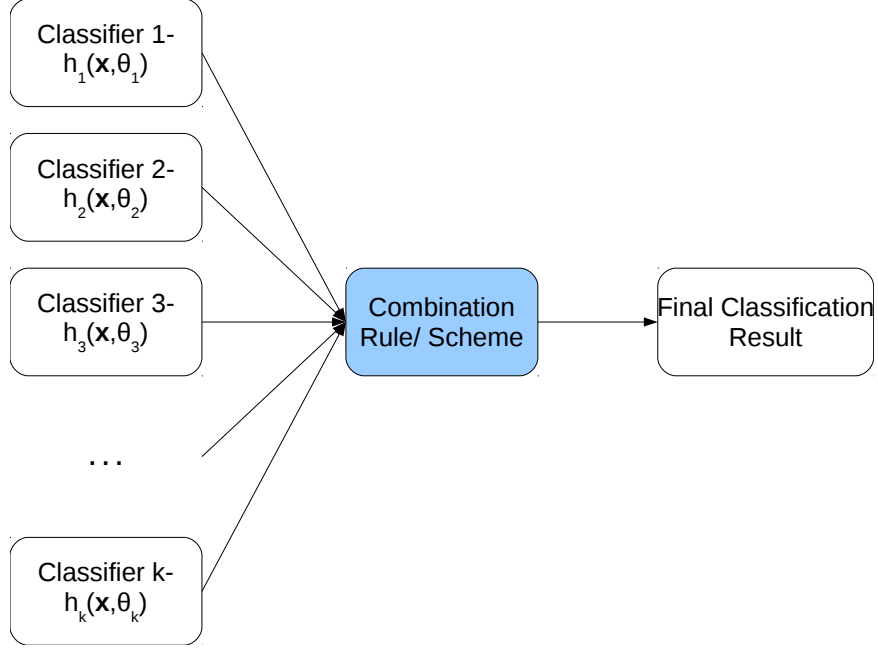 Classifier 1-
h₁(x,θ₁)
Classifier 2-
h₂(x,θ₂)
Classifier 3-
h₃(x,θ₃)
...
Classifier k-
hₖ(x,θₖ)
Combination
Rule/ Scheme
Final Classification
Result